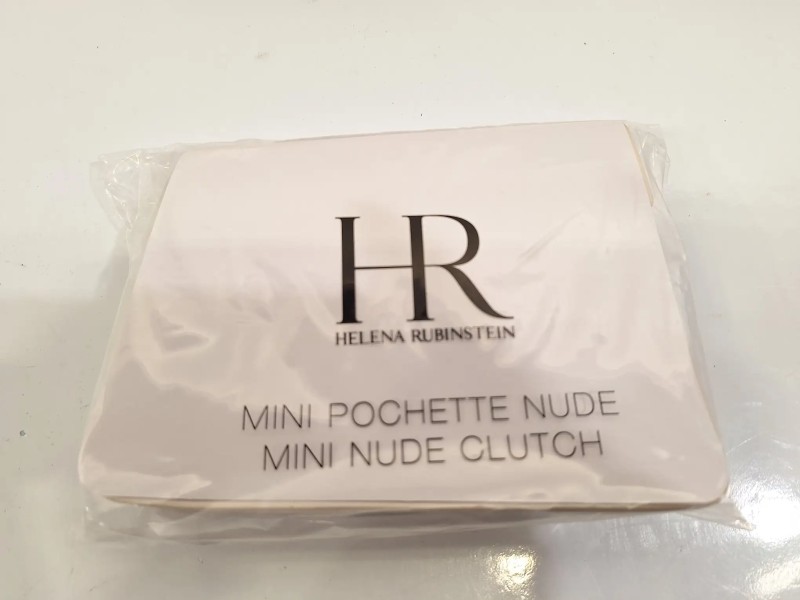 HR
HELENA RUBINSTEIN
MINI POCHETTE NUDE
MINI NUDE CLUTCH